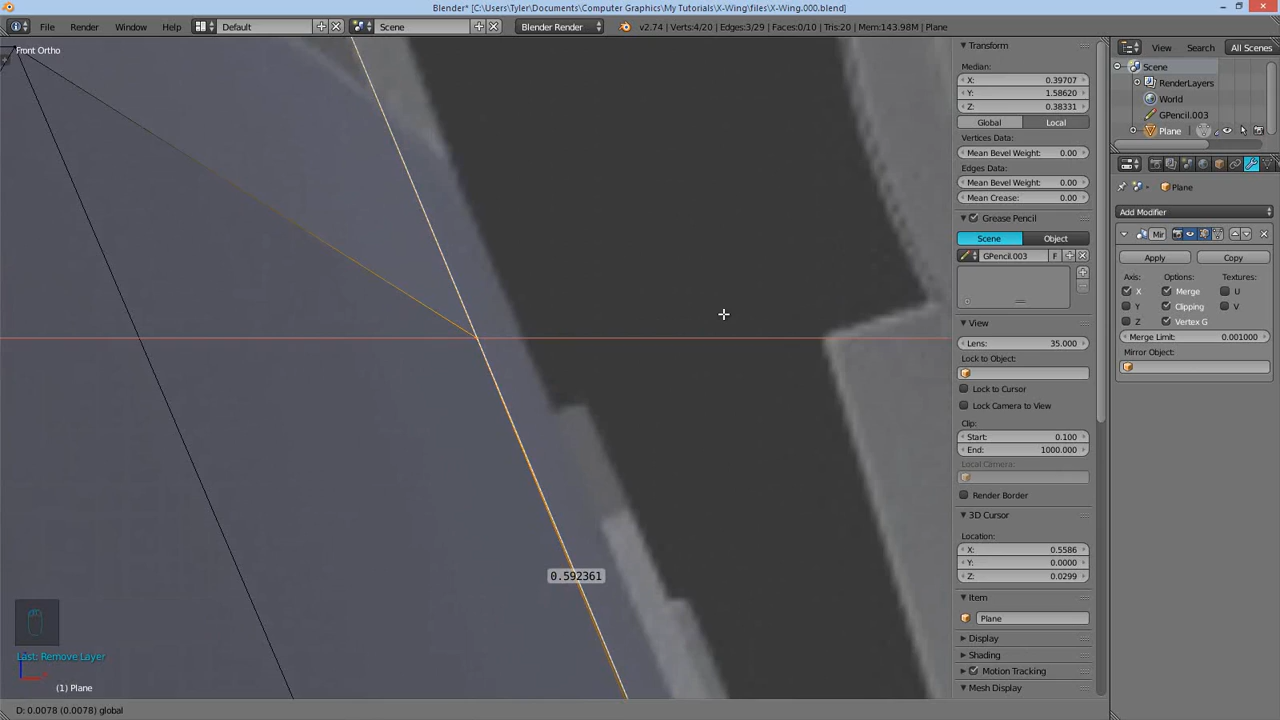 Blender* [C:\Users\Tyler\Documents\Computer Graphics\My Tutorials\X-Wing\files\X-Wing.000.blend]
File Render Window Help Default Scene Blender Render v2.74 | Verts:4/20 | Edges:3/29 | Faces:0/10 | Tris:20 | Mem:143.98M | Plane
View Search All Scenes
Front Ortho
Scene
RenderLayers
World
GPencil.003
Plane
Transform
Median:
X: 0.39707
Y: 1.58620
Z: 0.38331
Global Local
Vertices Data:
Mean Bevel Weight: 0.00
Edges Data:
Mean Bevel Weight: 0.00
Mean Crease: 0.00
Grease Pencil
Scene Object
GPencil.003 F
View
Lens: 35.000
Lock to Object:
Lock to Cursor
Lock Camera to View
Clip:
Start: 0.100
End: 1000.000
Local Camera:
Render Border
3D Cursor
Location:
X: 0.5586
Y: 0.0000
Z: 0.0299
Item
Plane
Display
Shading
Motion Tracking
Mesh Display
Plane
Add Modifier
Mir
Apply Copy
Axis: Options: Textures:
X Merge U
Y Clipping V
Z Vertex G
Merge Limit: 0.001000
Mirror Object:
0.592361
Last: Remove Layer
(1) Plane
D: 0.0078 (0.0078) global